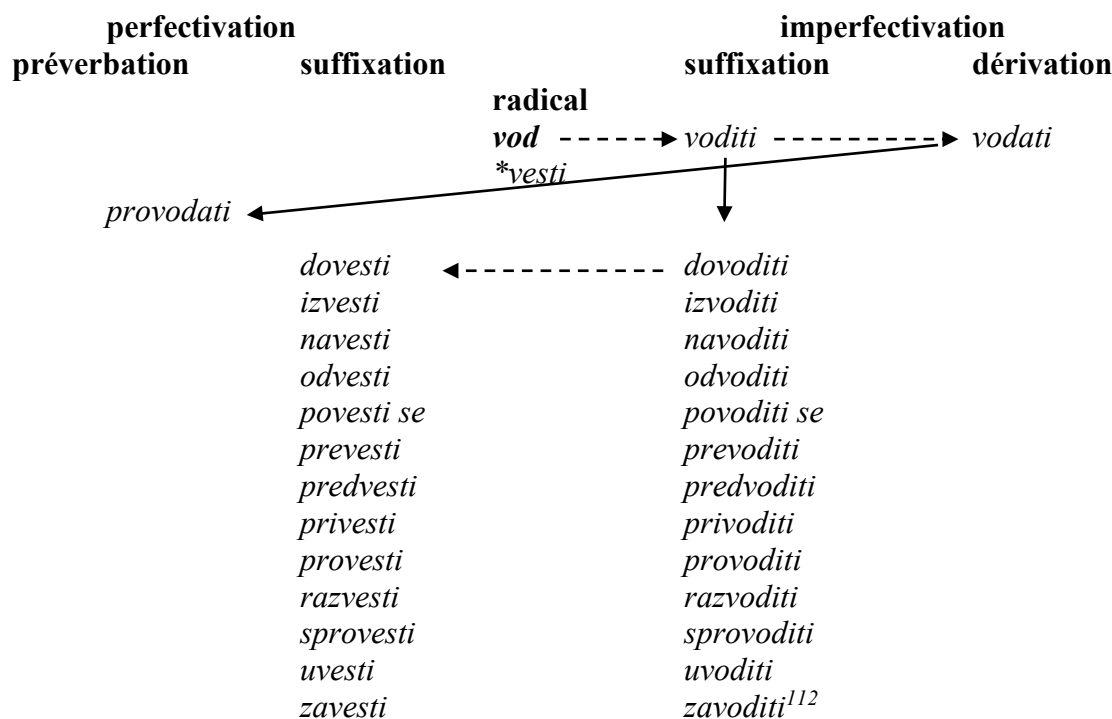 perfectivation imperfectivation
préverbation suffixation suffixation dérivation
radical
vod voditi vodati
*vesti
provodati
dovesti dovoditi
izvesti izvoditi
navesti navoditi
odvesti odvoditi
povesti se povoditi se
prevesti prevoditi
predvesti predvoditi
privesti privoditi
provesti provoditi
razvesti razvoditi
sprovesti sprovoditi
uvesti uvoditi
zavesti zavoditi112